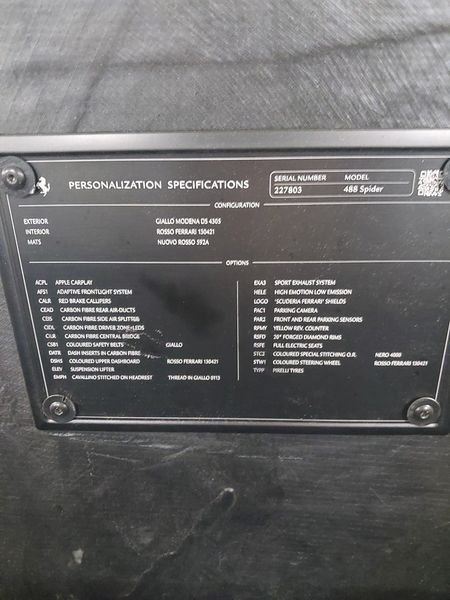 PERSONALIZATION SPECIFICATIONS
SERIAL NUMBER MODEL
227803 488 Spider
CONFIGURATION
EXTERIOR GIALLO MODENA DS 4305
INTERIOR ROSSO FERRARI 130421
MATS NUOVO ROSSO 592A
OPTIONS
ACPL APPLE CARPLAY
AFS1 ADAPTIVE FRONTLIGHT SYSTEM
CALR RED BRAKE CALLIPERS
CEAD CARBON FIBRE REAR AIR-DUCTS
CEBS CARBON FIBRE SIDE AIR SPLITTER
CIDL CARBON FIBRE DRIVER ZONE+LEDS
CILR CARBON FIBRE CENTRAL BRIDGE
CSB1 COLOURED SAFETY BELTS GIALLO
DATR DASH INSERTS IN CARBON FIBRE
DSHS COLOURED UPPER DASHBOARD ROSSO FERRARI 130421
ELEV SUSPENSION LIFTER
EMPH CAVALLINO STITCHED ON HEADREST THREAD IN GIALLO 0113
EXA3 SPORT EXHAUST SYSTEM
HELE HIGH EMOTION LOW EMISSION
LOGO 'SCUDERIA FERRARI' SHIELDS
PAC1 PARKING CAMERA
PAR2 FRONT AND REAR PARKING SENSORS
RPMY YELLOW REV. COUNTER
RSFD 20" FORGED DIAMOND RIMS
RSFE FULL ELECTRIC SEATS
STC2 COLOURED SPECIAL STITCHING O.R. NERO 4000
STW1 COLOURED STEERING WHEEL ROSSO FERRARI 130421
TYPP PIRELLI TYRES